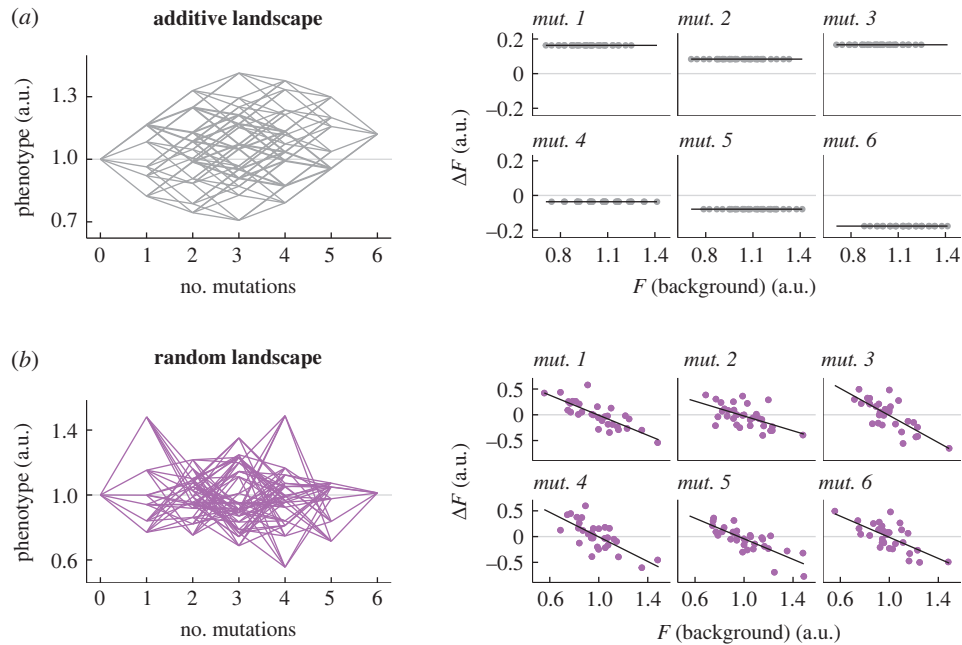 (a)
additive landscape
phenotype (a.u.)
1.3
1.0
0.7
0 1 2 3 4 5 6
no. mutations
mut. 1 mut. 2 mut. 3
0.2
0
–0.2
mut. 4 mut. 5 mut. 6
ΔF (a.u.)
0.2
0
–0.2
0.8 1.1 1.4 0.8 1.1 1.4 0.8 1.1 1.4
F (background) (a.u.)
(b)
random landscape
phenotype (a.u.)
1.4
1.0
0.6
0 1 2 3 4 5 6
no. mutations
mut. 1 mut. 2 mut. 3
0.5
0
–0.5
mut. 4 mut. 5 mut. 6
ΔF (a.u.)
0.5
0
–0.5
0.6 1.0 1.4 0.6 1.0 1.4 0.6 1.0 1.4
F (background) (a.u.)